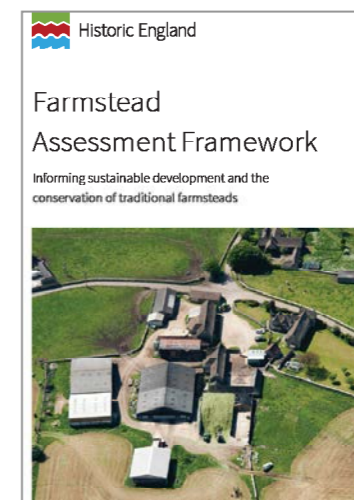 Historic England
Farmstead
Assessment Framework
Informing sustainable development and the
conservation of traditional farmsteads